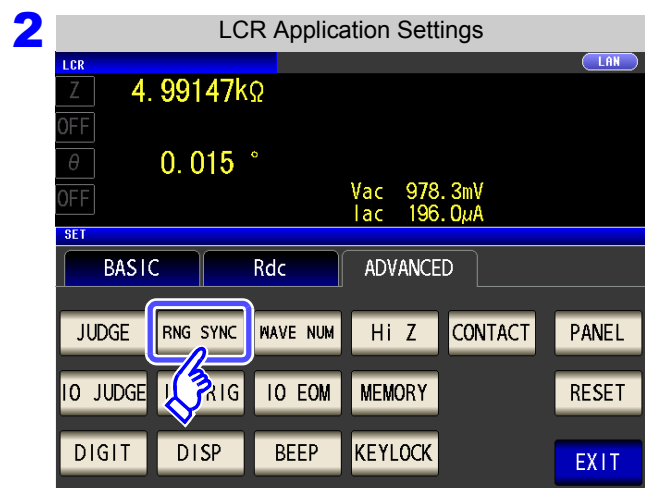 2
LCR Application Settings
LCR LAN
Z 4.99147kΩ
OFF
θ 0.015 °
OFF Vac 978.3mV
Iac 196.0μA
SET
BASIC Rdc ADVANCED
JUDGE RNG SYNC WAVE NUM Hi Z CONTACT PANEL
IO JUDGE IO EOM MEMORY RESET
DIGIT DISP BEEP KEYLOCK EXIT